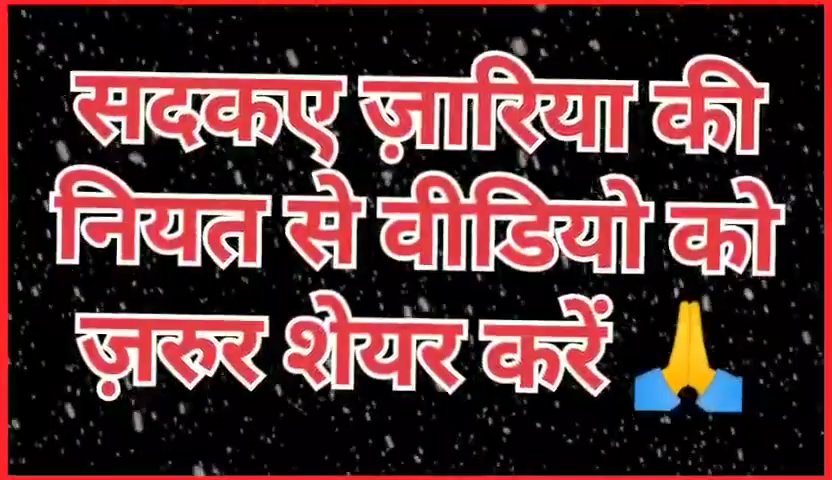 सदकए ज़ारिया की
नियत से वीडियो को
ज़रुर शेयर करें 🙏